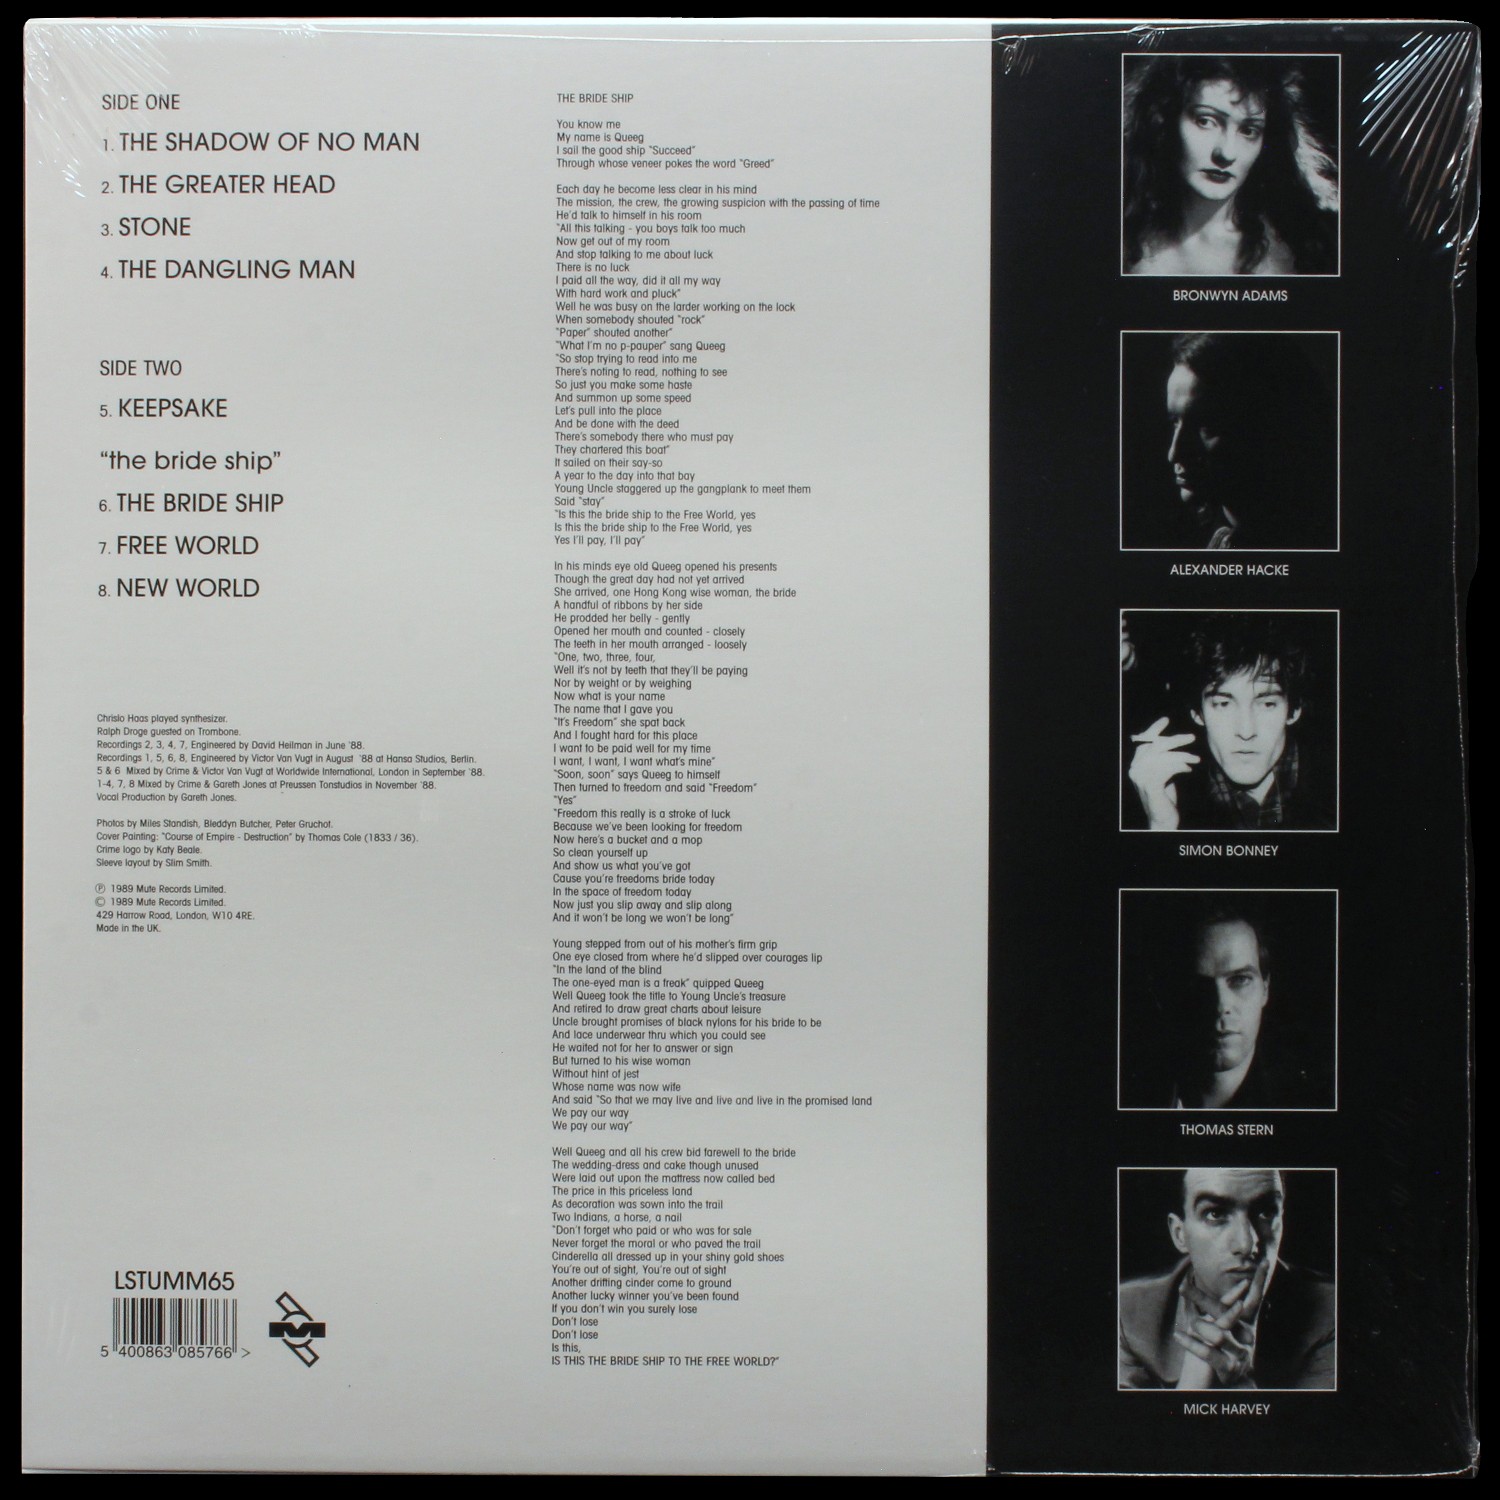 SIDE ONE
1. THE SHADOW OF NO MAN
2. THE GREATER HEAD
3. STONE
4. THE DANGLING MAN
SIDE TWO
5. KEEPSAKE
“the bride ship”
6. THE BRIDE SHIP
7. FREE WORLD
8. NEW WORLD
Chrislo Haas played synthesizer.
Ralph Droge guested on Trombone.
Recordings 2, 3, 4, 7, Engineered by David Heilman in June '88.
Recordings 1, 5, 6, 8, Engineered by Victor Van Vugt in August '88 at Hansa Studios, Berlin.
5 & 6 Mixed by Crime & Victor Van Vugt at Worldwide International, London in September '88.
1-4, 7, 8 Mixed by Crime & Gareth Jones at Preussen Tonstudios in November '88.
Vocal Production by Gareth Jones.
Photos by Miles Standish, Bleddyn Butcher, Peter Gruchot.
Cover Painting: "Course of Empire - Destruction" by Thomas Cole (1833 / 36).
Crime logo by Katy Beale.
Sleeve layout by Slim Smith.
℗ 1989 Mute Records Limited.
© 1989 Mute Records Limited.
429 Harrow Road, London, W10 4RE.
Made in the UK.
LSTUMM65
5 400863 085766 >
THE BRIDE SHIP
You know me
My name is Queeg
I sail the good ship "Succeed"
Through whose veneer pokes the word "Greed"
Each day he become less clear in his mind
The mission, the crew, the growing suspicion with the passing of time
He'd talk to himself in his room
"All this talking - you boys talk too much
Now get out of my room
And stop talking to me about luck
There is no luck
I paid all the way, did it all my way
With hard work and pluck"
Well he was busy on the larder working on the lock
When somebody shouted "rock"
"Paper" shouted another"
"What I'm no p-pauper" sang Queeg
"So stop trying to read into me
There's noting to read, nothing to see
So just you make some haste
And summon up some speed
Let's pull into the place
And be done with the deed
There's somebody there who must pay
They chartered this boat"
It sailed on their say-so
A year to the day into that bay
Young Uncle staggered up the gangplank to meet them
Said "stay"
"Is this the bride ship to the Free World, yes
Is this the bride ship to the Free World, yes
Yes I'll pay, I'll pay"
In his minds eye old Queeg opened his presents
Though the great day had not yet arrived
She arrived, one Hong Kong wise woman, the bride
A handful of ribbons by her side
He prodded her belly - gently
Opened her mouth and counted - closely
The teeth in her mouth arranged - loosely
"One, two, three, four,
Well it's not by teeth that they'll be paying
Nor by weight or by weighing
Now what is your name
The name that I gave you
"It's Freedom" she spat back
And I fought hard for this place
I want to be paid well for my time
I want, I want, I want what's mine"
"Soon, soon" says Queeg to himself
Then turned to freedom and said "Freedom"
"Yes"
"Freedom this really is a stroke of luck
Because we've been looking for freedom
Now here's a bucket and a mop
So clean yourself up
And show us what you've got
Cause you're freedoms bride today
In the space of freedom today
Now just you slip away and slip along
And it won't be long we won't be long"
Young stepped from out of his mother's firm grip
One eye closed from where he'd slipped over courages lip
"In the land of the blind
The one-eyed man is a freak" quipped Queeg
Well Queeg took the title to Young Uncle's treasure
And retired to draw great charts about leisure
Uncle brought promises of black nylons for his bride to be
And lace underwear thru which you could see
He waited not for her to answer or sign
But turned to his wise woman
Without hint of jest
Whose name was now wife
And said "So that we may live and live and live in the promised land
We pay our way
We pay our way"
Well Queeg and all his crew bid farewell to the bride
The wedding-dress and cake though unused
Were laid out upon the mattress now called bed
The price in this priceless land
As decoration was sown into the trail
Two Indians, a horse, a nail
"Don't forget who paid or who was for sale
Never forget the moral or who paved the trail
Cinderella all dressed up in your shiny gold shoes
You're out of sight, You're out of sight
Another drifting cinder come to ground
Another lucky winner you've been found
If you don't win you surely lose
Don't lose
Don't lose
Is this,
IS THIS THE BRIDE SHIP TO THE FREE WORLD?"
BRONWYN ADAMS
ALEXANDER HACKE
SIMON BONNEY
THOMAS STERN
MICK HARVEY